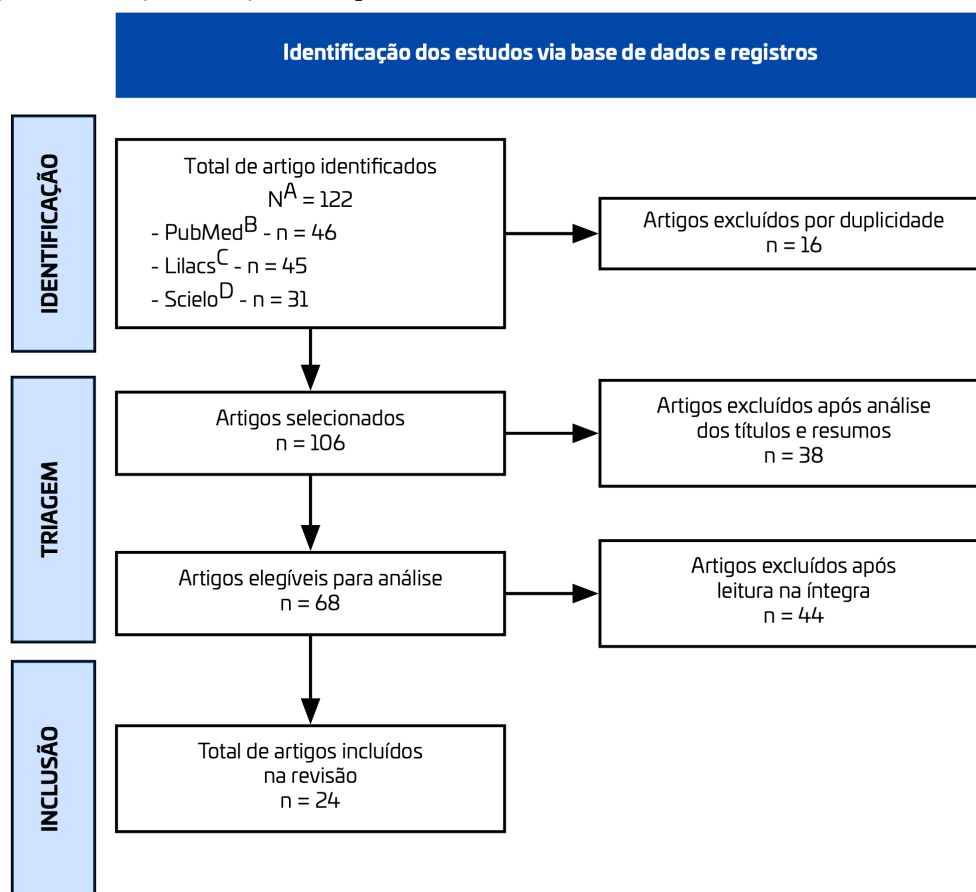 Identificação dos estudos via base de dados e registros
IDENTIFICAÇÃO
Total de artigo identificados
Nᴬ = 122
- PubMedᴮ - n = 46
- Lilacsᶜ - n = 45
- Scieloᴰ - n = 31
Artigos excluídos por duplicidade
n = 16
TRIAGEM
Artigos selecionados
n = 106
Artigos excluídos após análise
dos títulos e resumos
n = 38
Artigos elegíveis para análise
n = 68
Artigos excluídos após
leitura na íntegra
n = 44
INCLUSÃO
Total de artigos incluídos
na revisão
n = 24